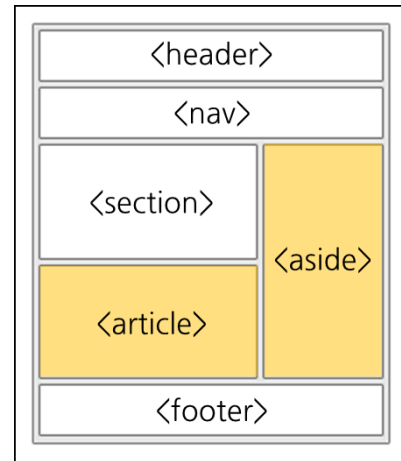 <header>
<nav>
<section>
<aside>
<article>
<footer>